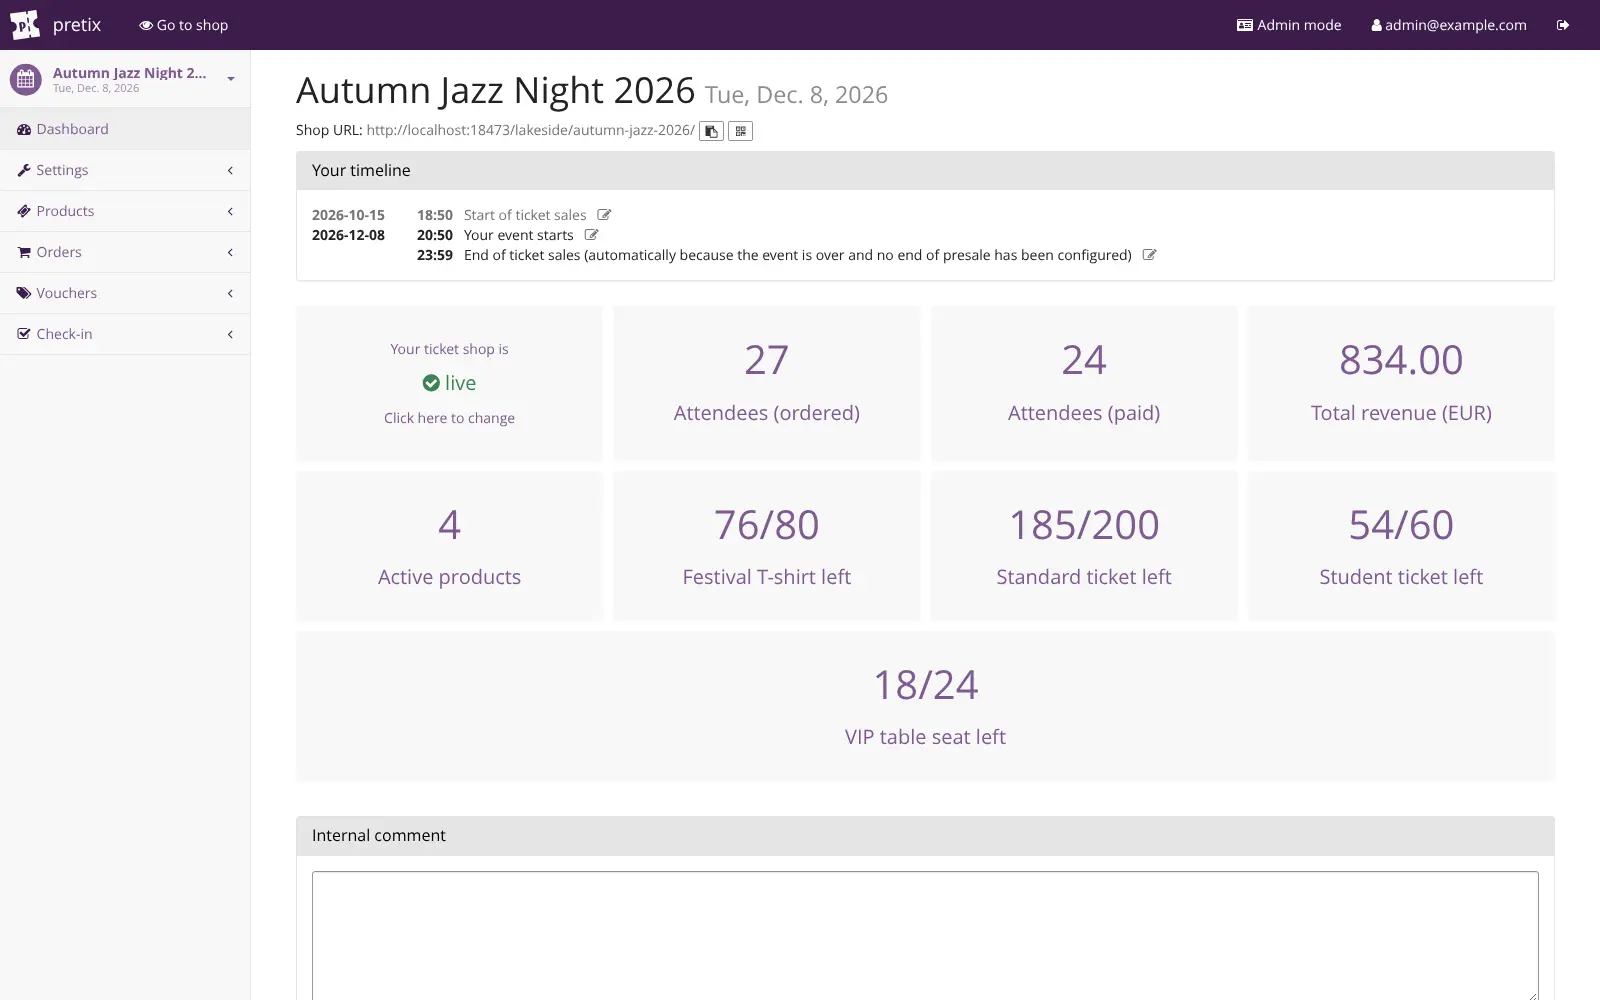 pretix
Go to shop
Admin mode
admin@example.com
Autumn Jazz Night 2...
Tue, Dec. 8, 2026
Dashboard
Settings
Products
Orders
Vouchers
Check-in
Autumn Jazz Night 2026 Tue, Dec. 8, 2026
Shop URL: http://localhost:18473/lakeside/autumn-jazz-2026/
Your timeline
2026-10-15 18:50 Start of ticket sales
2026-12-08 20:50 Your event starts
23:59 End of ticket sales (automatically because the event is over and no end of presale has been configured)
Your ticket shop is
live
Click here to change
27
Attendees (ordered)
24
Attendees (paid)
834.00
Total revenue (EUR)
4
Active products
76/80
Festival T-shirt left
185/200
Standard ticket left
54/60
Student ticket left
18/24
VIP table seat left
Internal comment